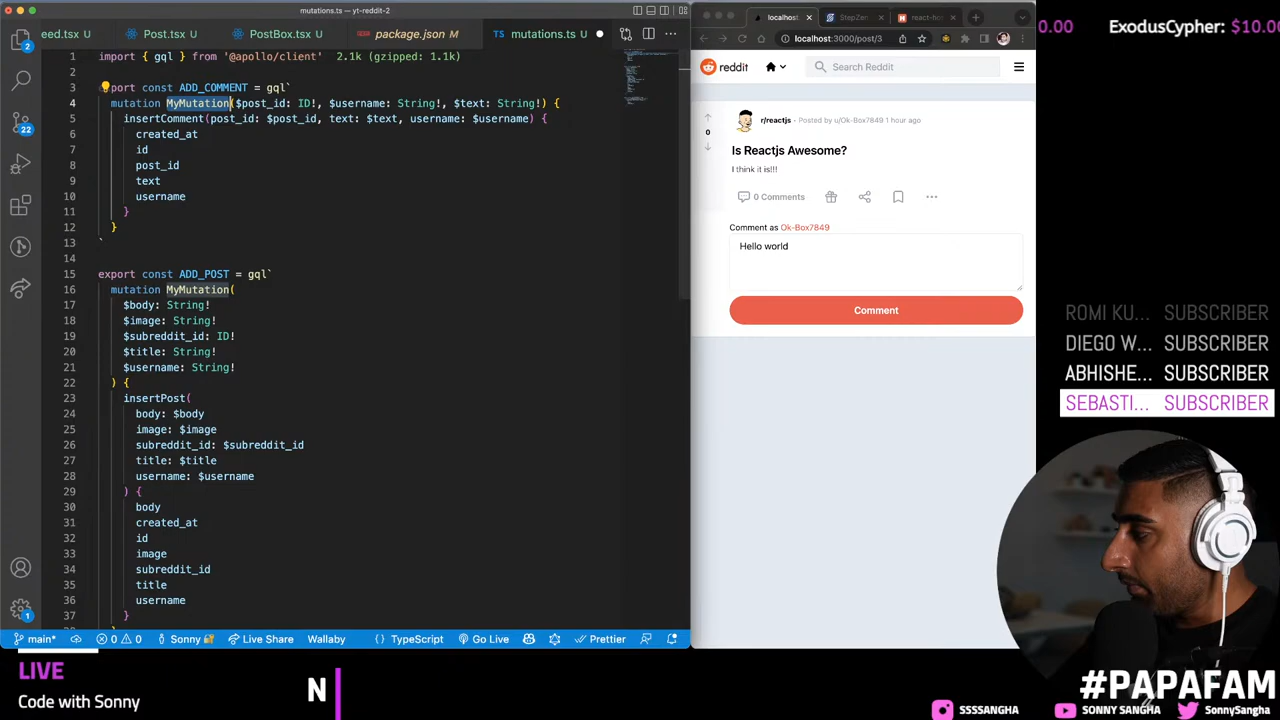 mutations.ts — yt-reddit-2
eed.tsx U
Post.tsx U
PostBox.tsx U
package.json M
TS mutations.ts U
1 import { gql } from '@apollo/client' 2.1k (gzipped: 1.1k)
2
3 export const ADD_COMMENT = gql`
4 mutation MyMutation($post_id: ID!, $username: String!, $text: String!) {
5 insertComment(post_id: $post_id, text: $text, username: $username) {
6 created_at
7 id
8 post_id
9 text
10 username
11 }
12 }
13 `
14
15 export const ADD_POST = gql`
16 mutation MyMutation(
17 $body: String!
18 $image: String!
19 $subreddit_id: ID!
20 $title: String!
21 $username: String!
22 ) {
23 insertPost(
24 body: $body
25 image: $image
26 subreddit_id: $subreddit_id
27 title: $title
28 username: $username
29 ) {
30 body
31 created_at
32 id
33 image
34 subreddit_id
35 title
36 username
37 }
2
22
1
main*
0 0
Sonny
Live Share
Wallaby
{ } TypeScript
Go Live
Prettier
localhost:
StepZen
react-ho
localhost:3000/post/3
reddit
Search Reddit
0
r/reactjs • Posted by u/Ok-Box7849 1 hour ago
Is Reactjs Awesome?
I think it is!!!
0 Comments
Comment as Ok-Box7849
Hello world
Comment
0.00 ExodusCypher: $10.00
ROMI KU... SUBSCRIBER
DIEGO W... SUBSCRIBER
ABHISHE... SUBSCRIBER
SEBASTI... SUBSCRIBER
LIVE
Code with Sonny
N
#PAPAFAM
SSSSANGHA
SONNY SANGHA
SonnySangha